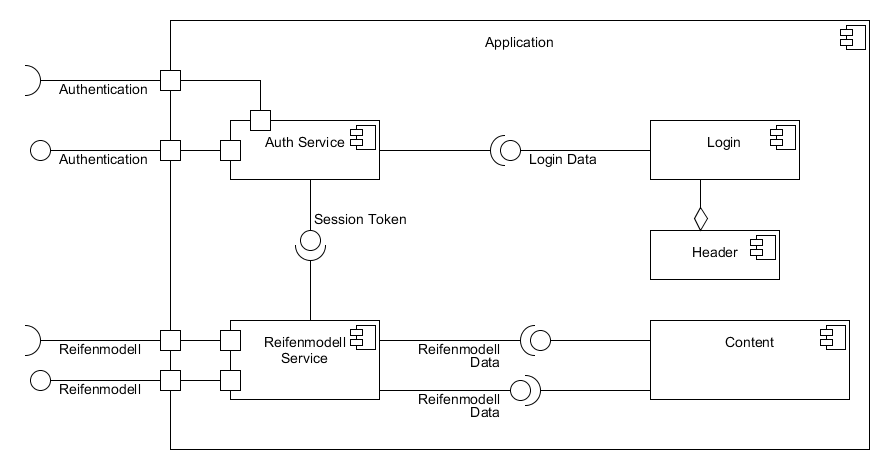 Application
Authentication
Authentication
Auth Service
Login Data
Login
Session Token
Header
Reifenmodell
Reifenmodell
Reifenmodell
Service
Reifenmodell
Data
Reifenmodell
Data
Content